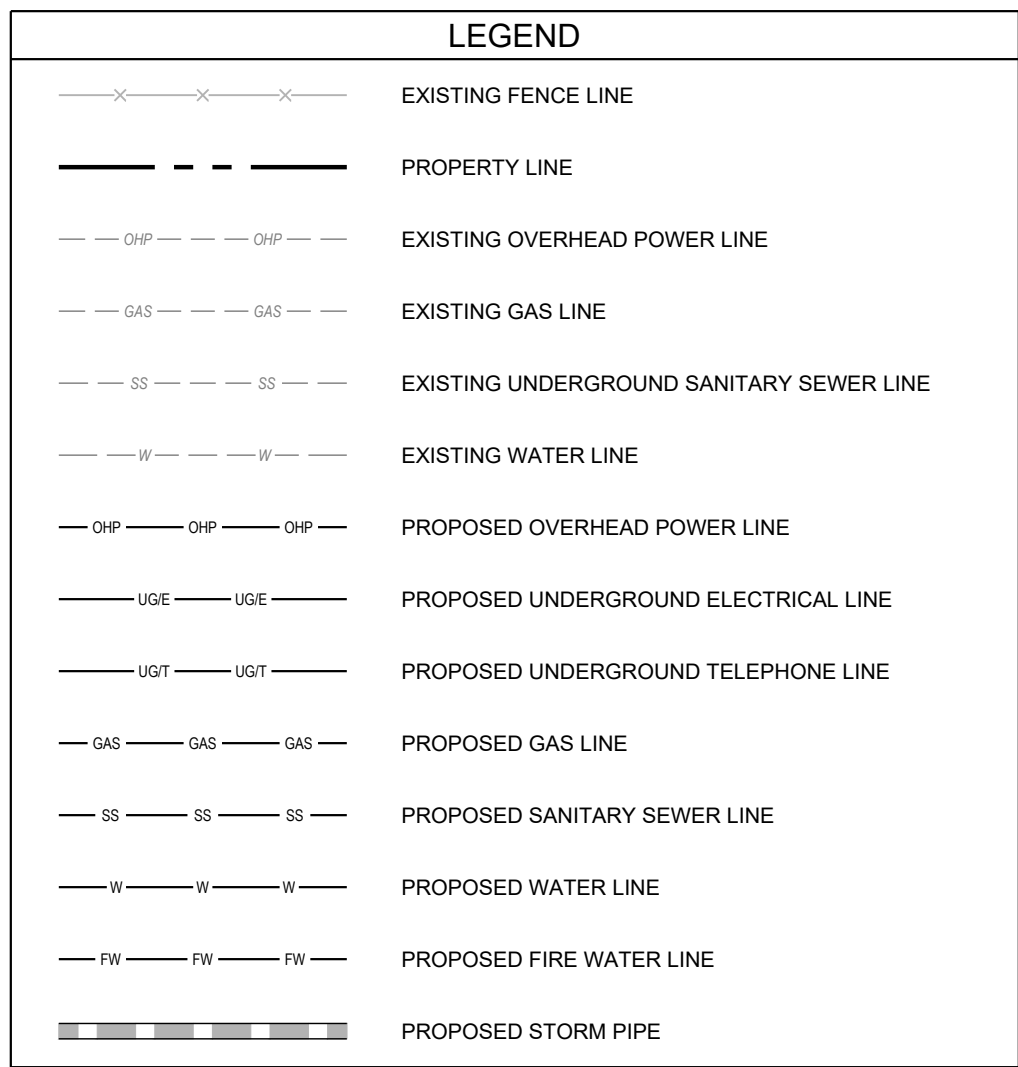 LEGEND
EXISTING FENCE LINE
PROPERTY LINE
OHP OHP EXISTING OVERHEAD POWER LINE
GAS GAS EXISTING GAS LINE
SS SS EXISTING UNDERGROUND SANITARY SEWER LINE
W W EXISTING WATER LINE
OHP OHP OHP PROPOSED OVERHEAD POWER LINE
UG/E UG/E PROPOSED UNDERGROUND ELECTRICAL LINE
UG/T UG/T PROPOSED UNDERGROUND TELEPHONE LINE
GAS GAS GAS PROPOSED GAS LINE
SS SS SS PROPOSED SANITARY SEWER LINE
W W W PROPOSED WATER LINE
FW FW FW PROPOSED FIRE WATER LINE
PROPOSED STORM PIPE